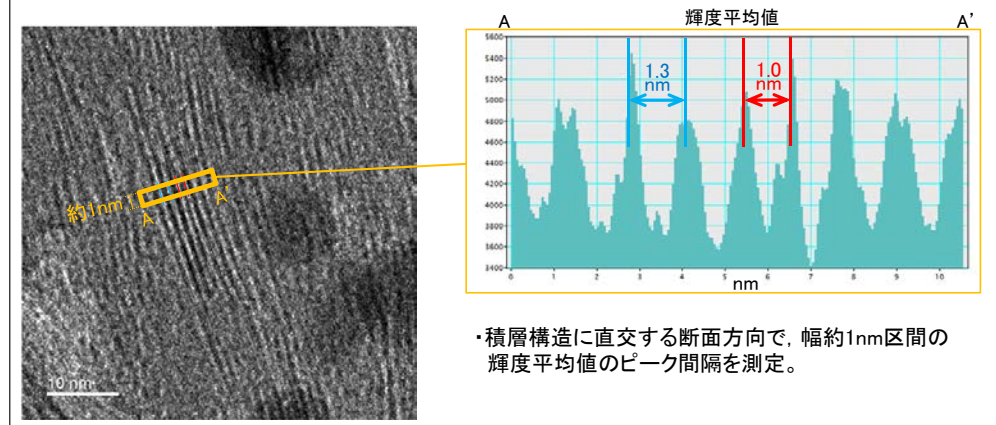 輝度平均値
A
A’
5600
5400
5200
5000
4800
4600
4400
4200
4000
3800
3600
3400
1.3
nm
1.0
nm
0 1 2 3 4 5 6 7 8 9 10
nm
約1nm
A
A’
10 nm
・積層構造に直交する断面方向で, 幅約1nm区間の
輝度平均値のピーク間隔を測定。